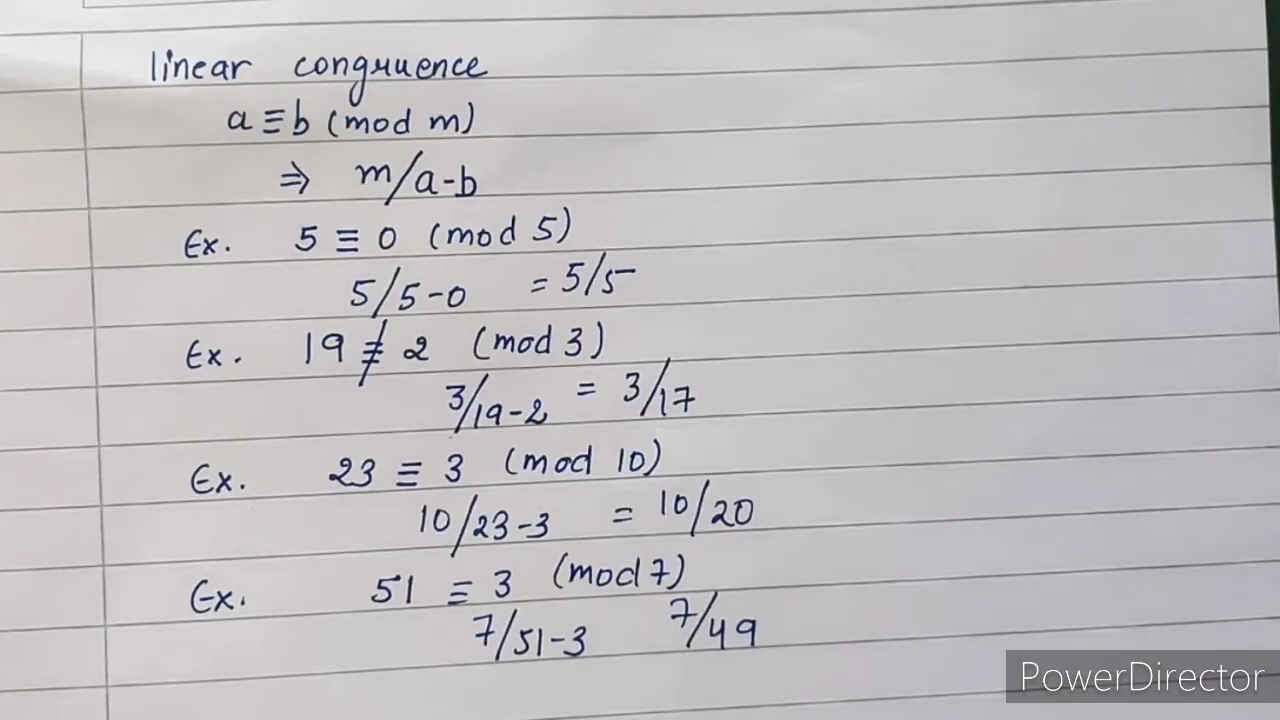 linear congruence
a ≡ b (mod m)
⇒ m/a-b
Ex. 5 ≡ 0 (mod 5)
5/5-0 = 5/5
Ex. 19 ≢ 2 (mod 3)
3/19-2 = 3/17
Ex. 23 ≡ 3 (mod 10)
10/23-3 = 10/20
Ex. 51 ≡ 3 (mod 7)
7/51-3 7/49
PowerDirector